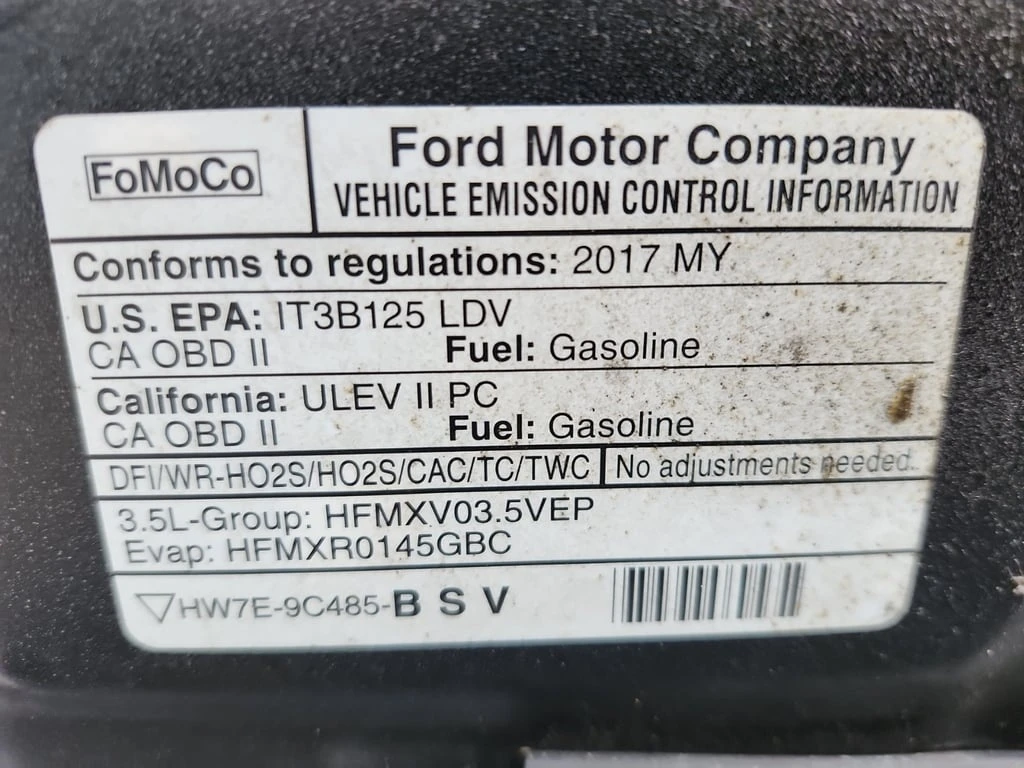 FoMoCo
Ford Motor Company
VEHICLE EMISSION CONTROL INFORMATION
Conforms to regulations: 2017 MY
U.S. EPA: IT3B125 LDV
CA OBD II Fuel: Gasoline
California: ULEV II PC
CA OBD II Fuel: Gasoline
DFI/WR-HO2S/HO2S/CAC/TC/TWC No adjustments needed.
3.5L-Group: HFMXV03.5VEP
Evap: HFMXR0145GBC
HW7E-9C485-B S V